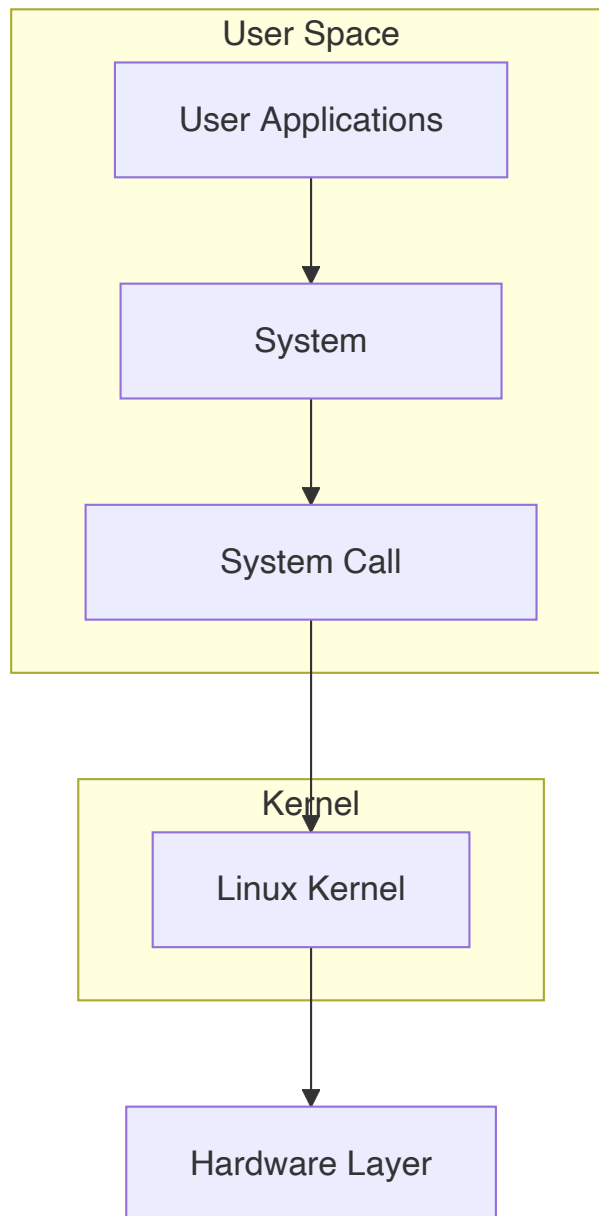 User Space
User Applications
System
System Call
Kernel
Linux Kernel
Hardware Layer